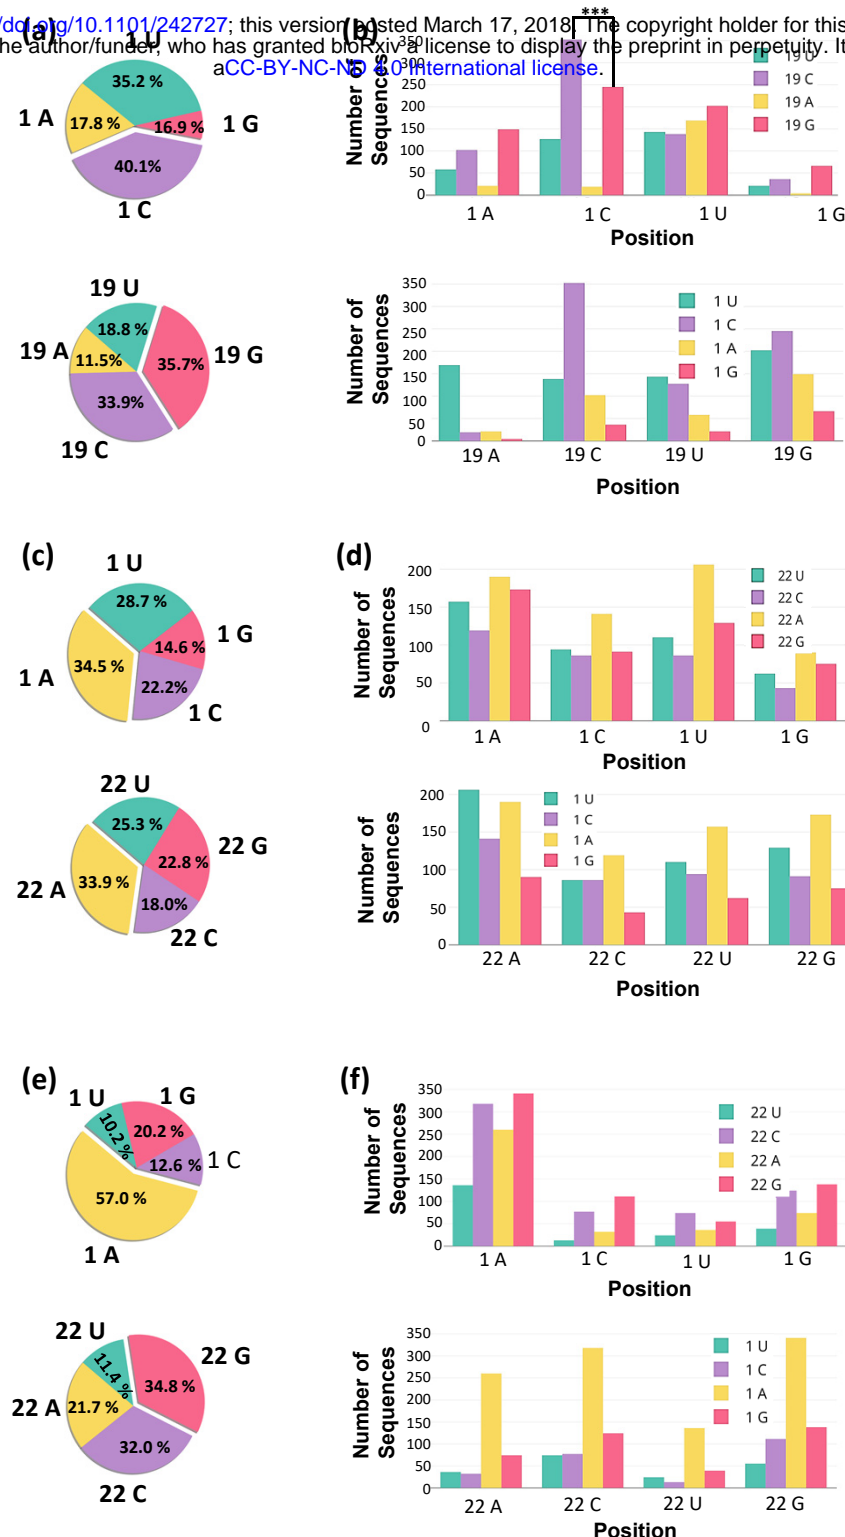 /doi.org/10.1101/242727; this version posted March 17, 2018. The copyright holder for this
he author/funder, who has granted bioRxiv a license to display the preprint in perpetuity. It
aCC-BY-NC-ND 4.0 International license.
(a)
1 U
35.2 %
1 A
17.8 %
16.9 %
1 G
40.1%
1 C
(b)
***
Number of
Sequences
350
300
250
200
150
100
50
0
19 U
19 C
19 A
19 G
1 A
1 C
1 U
1 G
Position
19 U
18.8 %
19 A
11.5%
35.7%
19 G
33.9%
19 C
Number of
Sequences
350
300
250
200
150
100
50
0
1 U
1 C
1 A
1 G
19 A
19 C
19 U
19 G
Position
(c)
1 U
28.7 %
1 G
14.6 %
34.5 %
1 A
22.2%
1 C
(d)
Number of
Sequences
200
150
100
50
0
22 U
22 C
22 A
22 G
1 A
1 C
1 U
1 G
Position
22 U
25.3 %
22 G
22.8 %
33.9 %
22 A
18.0%
22 C
Number of
Sequences
200
150
100
50
0
1 U
1 C
1 A
1 G
22 A
22 C
22 U
22 G
Position
(e)
1 U
1 G
10.2 %
20.2 %
12.6 %
1 C
57.0 %
1 A
(f)
Number of
Sequences
350
300
250
200
150
100
50
0
22 U
22 C
22 A
22 G
1 A
1 C
1 U
1 G
Position
22 U
11.4 %
22 G
34.8 %
22 A
21.7 %
32.0 %
22 C
Number of
Sequences
350
300
250
200
150
100
50
0
1 U
1 C
1 A
1 G
22 A
22 C
22 U
22 G
Position